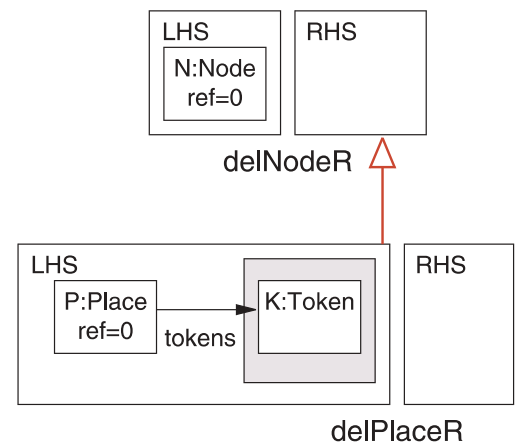 LHS
RHS
N:Node
ref=0
delNodeR
LHS
RHS
P:Place
ref=0
tokens
K:Token
delPlaceR